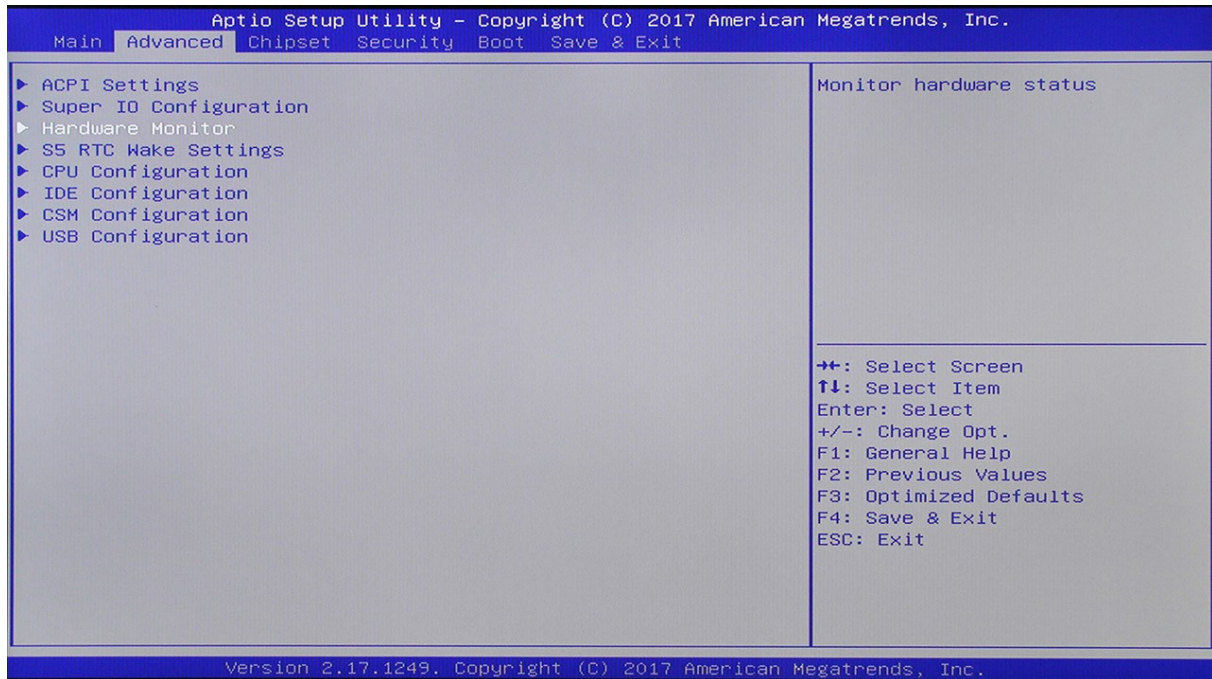 Aptio Setup Utility – Copyright (C) 2017 American Megatrends, Inc.
Main Advanced Chipset Security Boot Save & Exit
► ACPI Settings
► Super IO Configuration
► Hardware Monitor
► S5 RTC Wake Settings
► CPU Configuration
► IDE Configuration
► CSM Configuration
► USB Configuration
Monitor hardware status
→←: Select Screen
↑↓: Select Item
Enter: Select
+/-: Change Opt.
F1: General Help
F2: Previous Values
F3: Optimized Defaults
F4: Save & Exit
ESC: Exit
Version 2.17.1249. Copyright (C) 2017 American Megatrends, Inc.